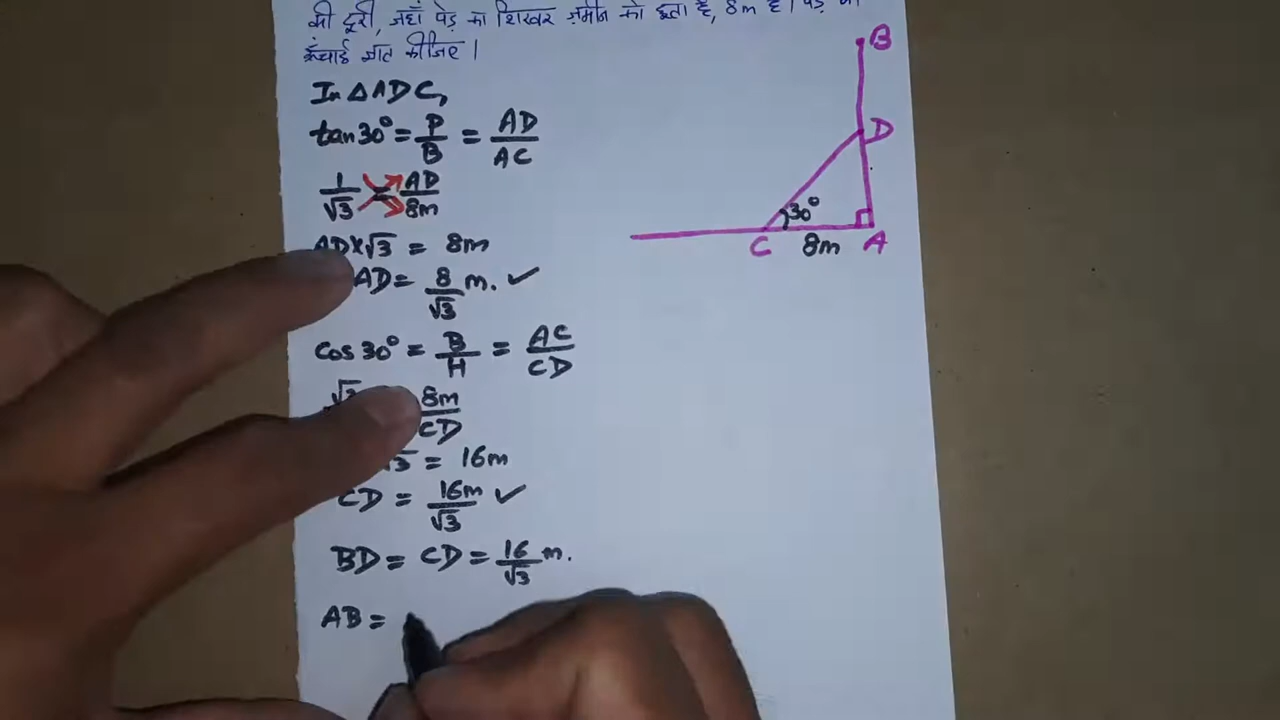 की दूरी, जहाँ पेड़ का शिखर ज़मीन को छूता है, 8m है। पेड़
ऊंचाई ज्ञात कीजिए।
In △ADC,
tan30° = P/B = AD/AC
1/√3 = AD/8m
AD×√3 = 8m
AD = 8/√3 m. ✓
Cos 30° = B/H = AC/CD
8m/CD
= 16m
CD = 16m/√3 ✓
BD = CD = 16/√3 m.
AB =
B
D
30°
C 8m A